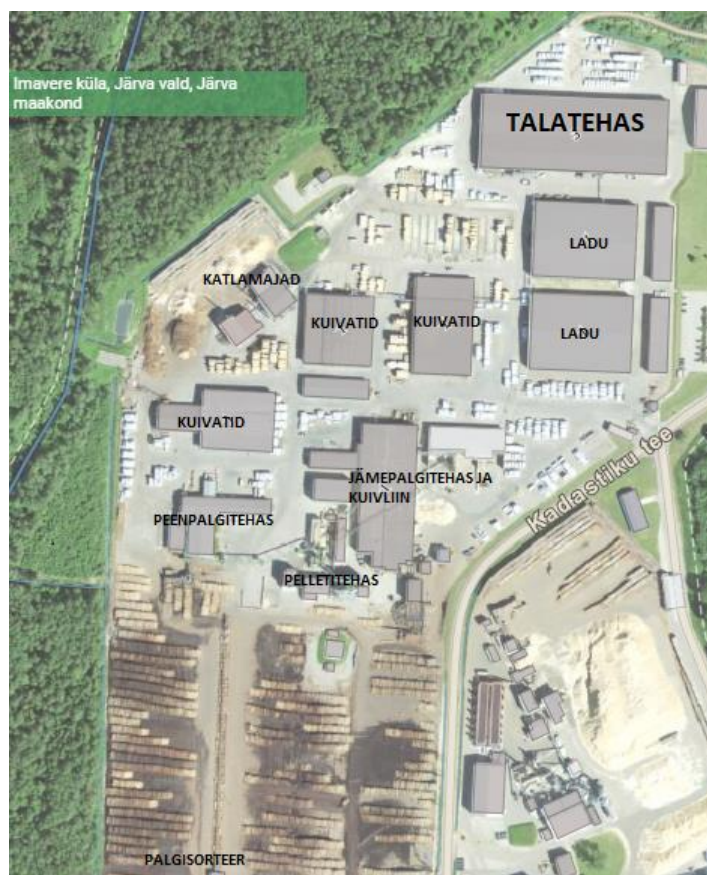 Imavere küla, Järva vald, Järva
maakond
TALATEHAS
LADU
KATLAMAJAD
KUIVATID
KUIVATID
LADU
KUIVATID
JÄMEPALGITEHAS JA
KUIVLIIN
Kadastiku tee
PEENPALGITEHAS
PELLETITEHAS
PALGISORTEER